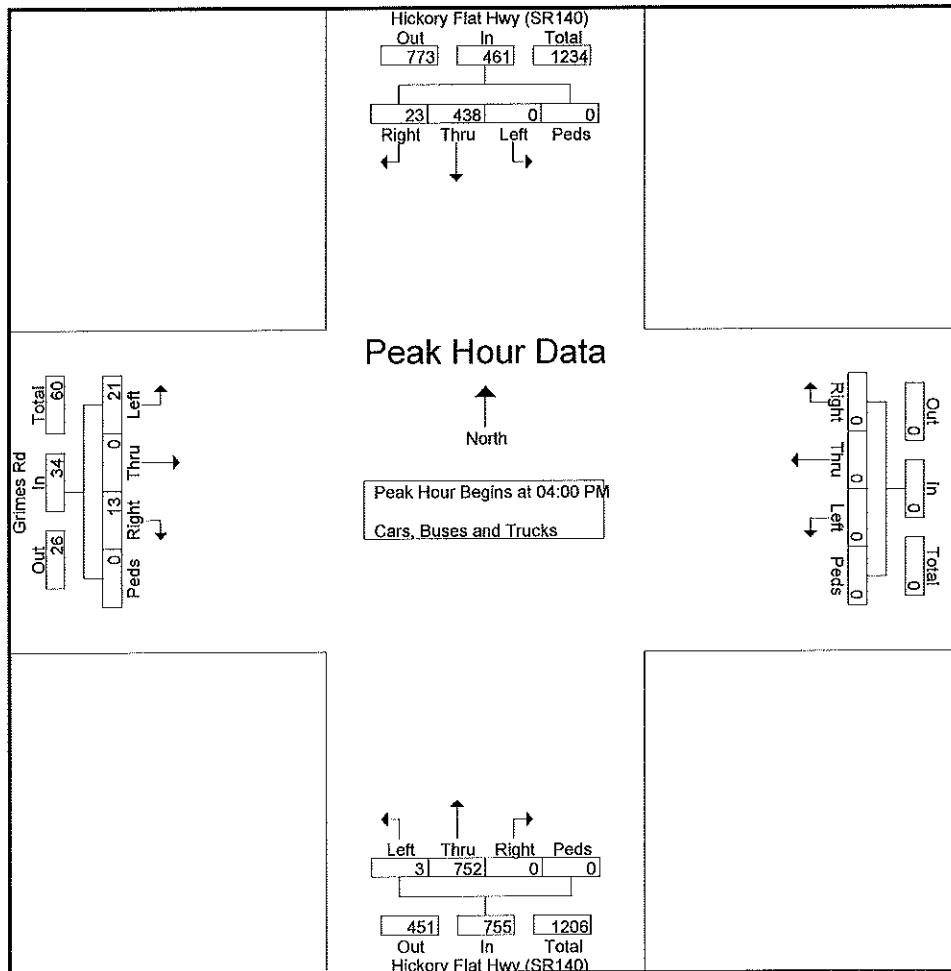 Hickory Flat Hwy (SR140)
Out In Total
773 461 1234
23 438 0 0
Right Thru Left Peds
Peak Hour Data
North
Peak Hour Begins at 04:00 PM
Cars, Buses and Trucks
Grimes Rd
Out In Total
26 34 60
Left Thru Right Peds
21 0 13 0
Right Thru Left Peds
0 0 0 0
Out In Total
0 0 0
Left Thru Right Peds
3 752 0 0
451 755 1206
Out In Total
Hickory Flat Hwy (SR140)